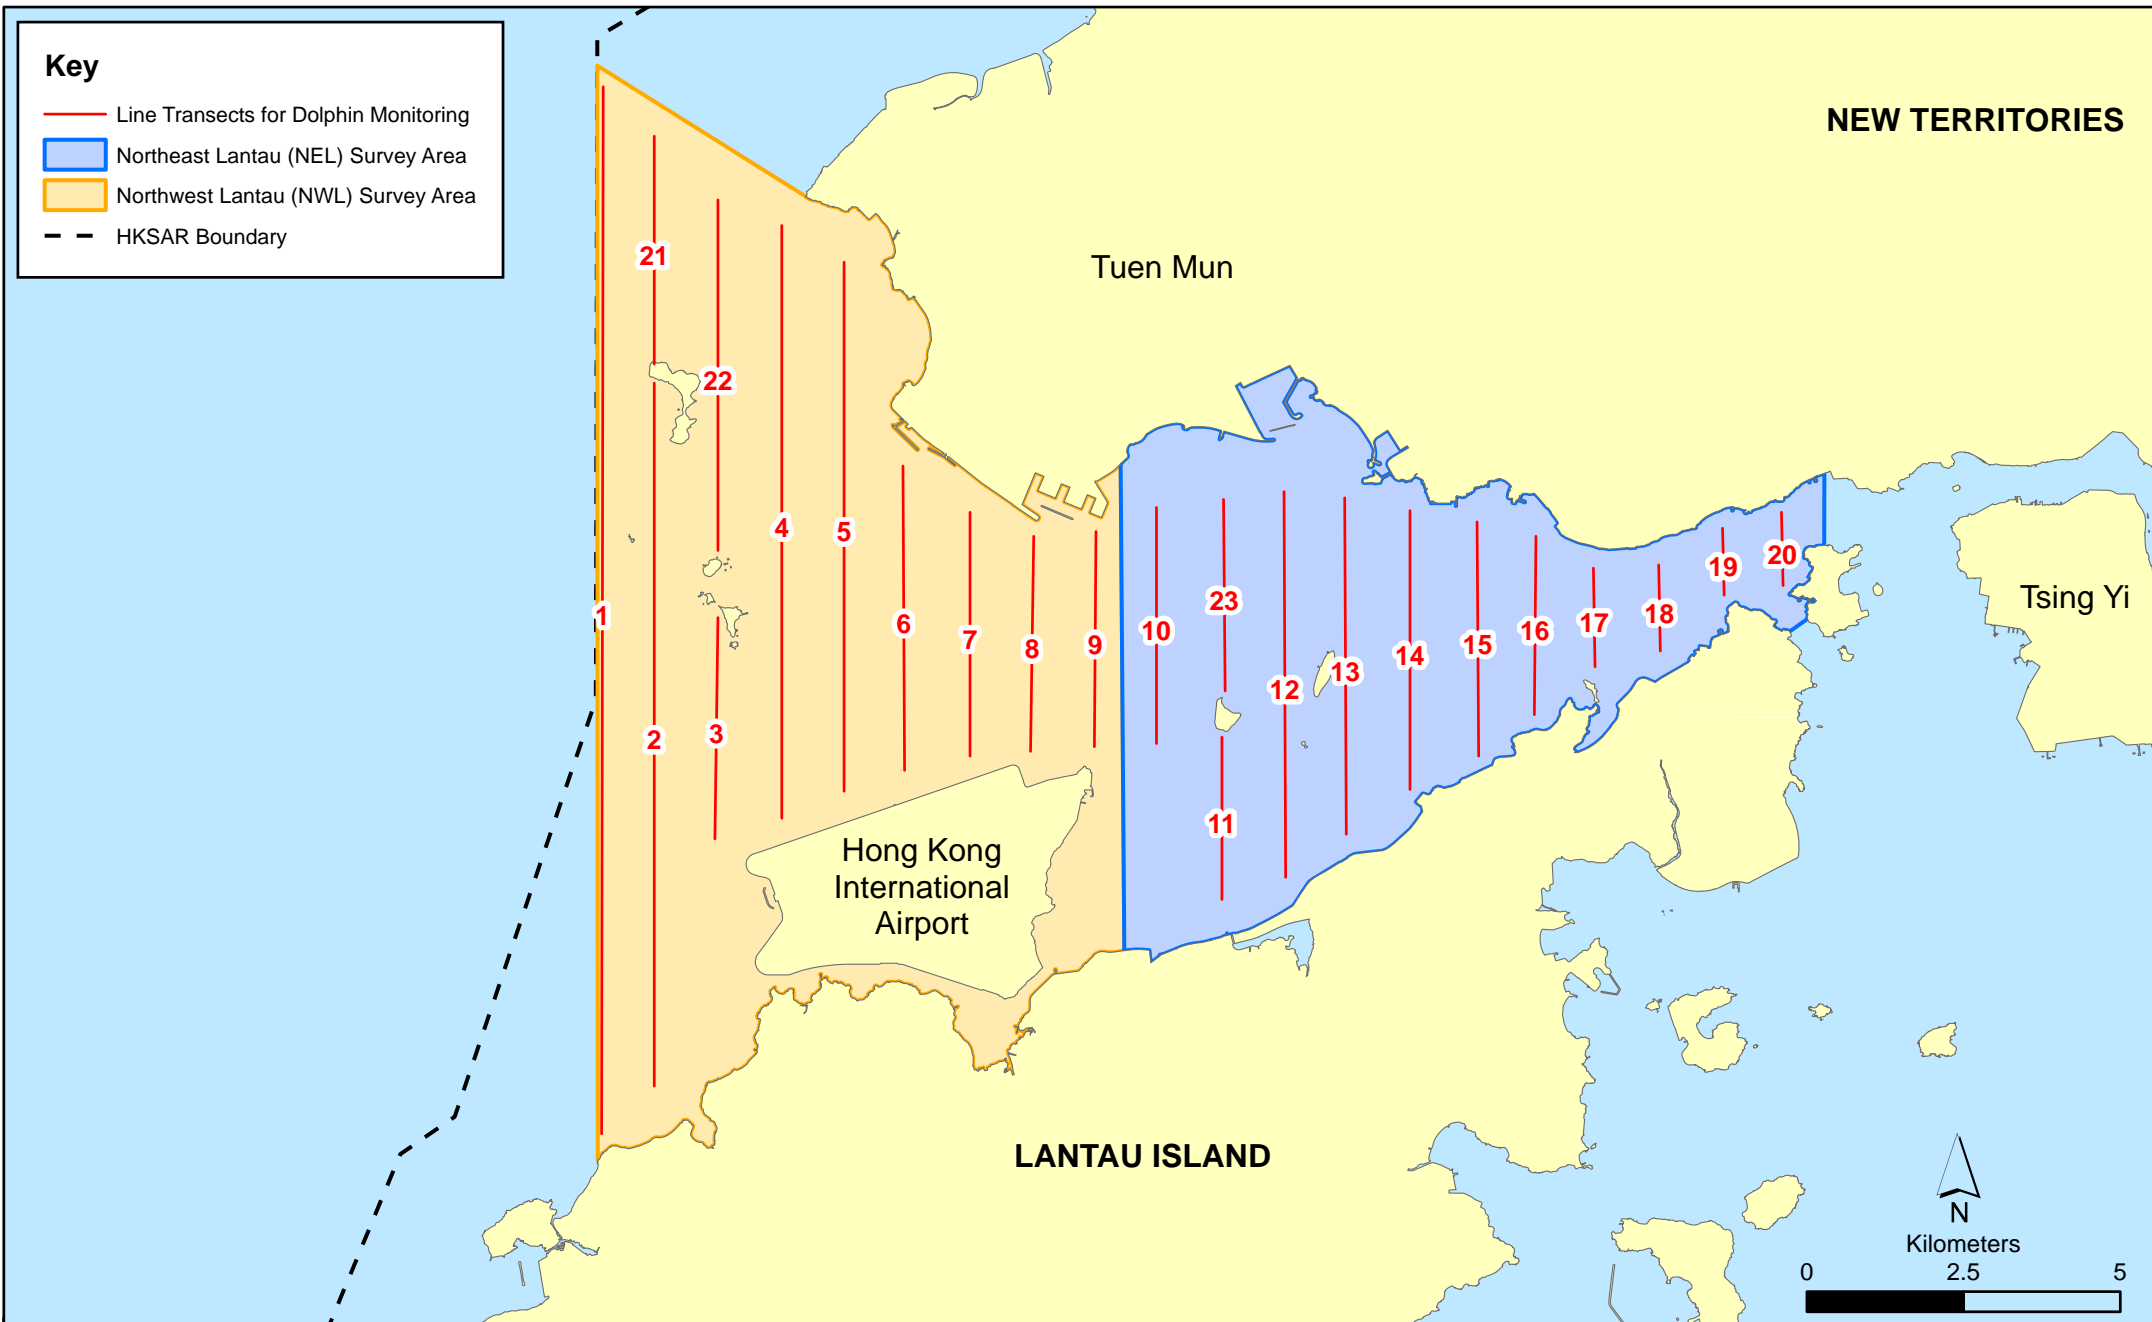 Key
Line Transects for Dolphin Monitoring
Northeast Lantau (NEL) Survey Area
Northwest Lantau (NWL) Survey Area
HKSAR Boundary
NEW TERRITORIES
Tuen Mun
21
22
4
5
20
19
Tsing Yi
1
23
18
6
17
10
16
7
9
15
8
14
13
12
3
2
11
Hong Kong
International
Airport
LANTAU ISLAND
N
Kilometers
0 2.5 5